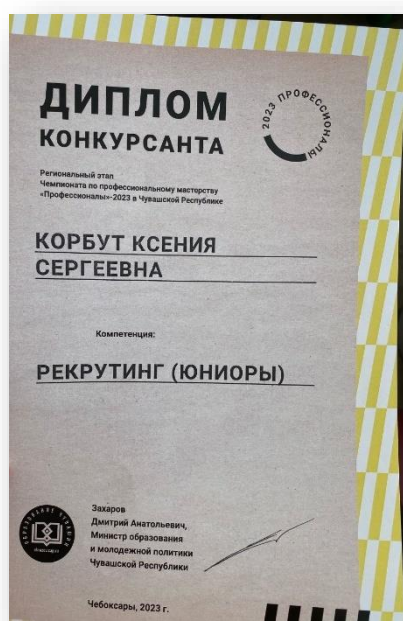 ДИПЛОМ
КОНКУРСАНТА
2023 ПРОФЕССИОНАЛЫ
Региональный этап
Чемпионата по профессиональному мастерству
«Профессионалы»-2023 в Чувашской Республике
КОРБУТ КСЕНИЯ
СЕРГЕЕВНА
Компетенция:
РЕКРУТИНГ (ЮНИОРЫ)
Захаров
Дмитрий Анатольевич,
Министр образования
и молодежной политики
Чувашской Республики
Чебоксары, 2023 г.